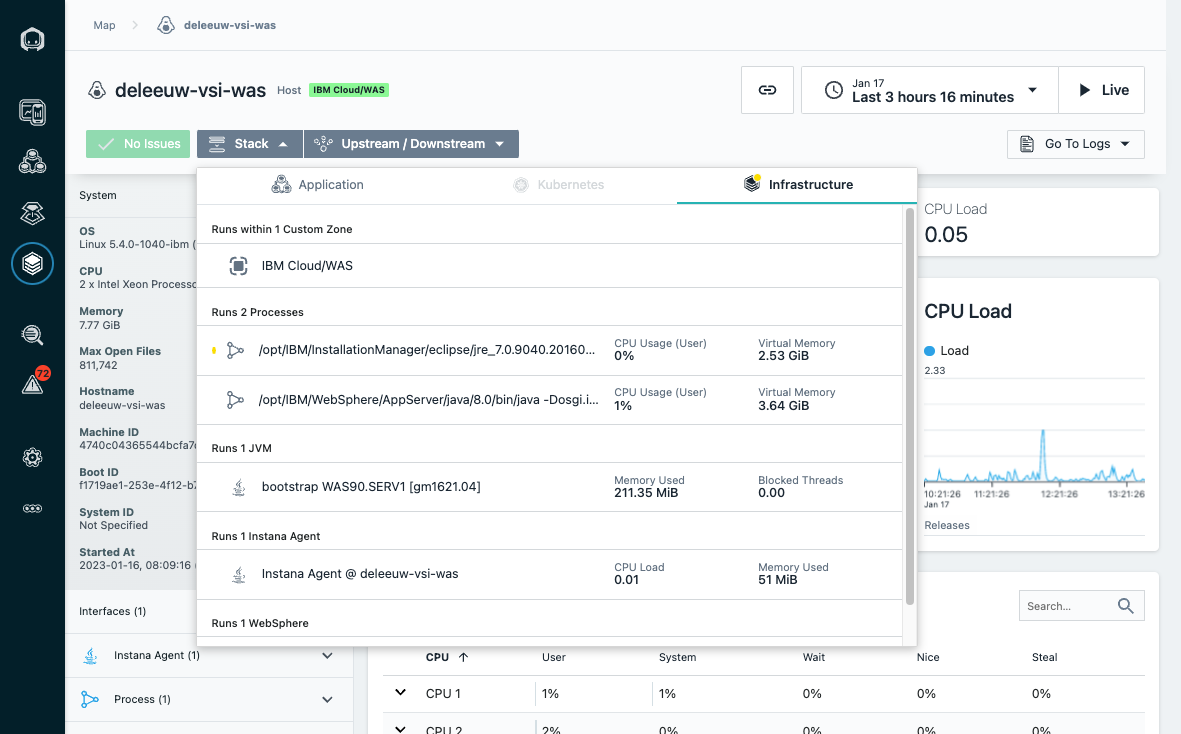 Map
deleeuw-vsi-was
deleeuw-vsi-was Host IBM Cloud/WAS
Jan 17
Last 3 hours 16 minutes
Live
No Issues
Stack
Upstream / Downstream
Go To Logs
72
System
OS
Linux 5.4.0-1040-ibm (
CPU
2 x Intel Xeon Processo
Memory
7.77 GiB
Max Open Files
811,742
Hostname
deleeuw-vsi-was
Machine ID
4740c04365544bcfa7
Boot ID
f1719ae1-253e-4f12-b7
System ID
Not Specified
Started At
2023-01-16, 08:09:16
Interfaces (1)
Instana Agent (1)
Process (1)
Application
Kubernetes
Infrastructure
Runs within 1 Custom Zone
IBM Cloud/WAS
Runs 2 Processes
/opt/IBM/InstallationManager/eclipse/jre_7.0.9040.20160...
CPU Usage (User)
0%
Virtual Memory
2.53 GiB
/opt/IBM/WebSphere/AppServer/java/8.0/bin/java -Dosgi.i...
CPU Usage (User)
1%
Virtual Memory
3.64 GiB
Runs 1 JVM
bootstrap WAS90.SERV1 [gm1621.04]
Memory Used
211.35 MiB
Blocked Threads
0.00
Runs 1 Instana Agent
Instana Agent @ deleeuw-vsi-was
CPU Load
0.01
Memory Used
51 MiB
Runs 1 WebSphere
CPU Load
0.05
CPU Load
Load
2.33
10:21:26 11:21:26 12:21:26 13:21:26
Jan 17
Releases
Search...
CPU User System Wait Nice Steal
CPU 1 1% 1% 0% 0% 0%
CPU 2 2% 0% 0% 0% 0%